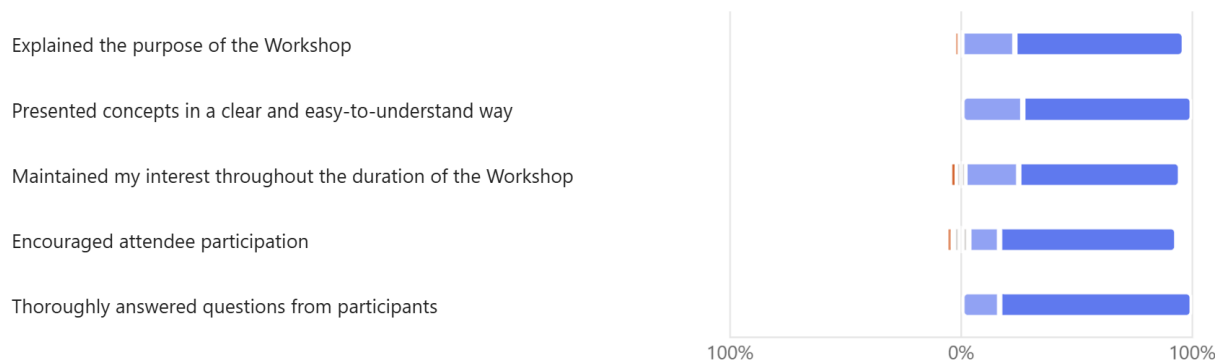 Explained the purpose of the Workshop
Presented concepts in a clear and easy-to-understand way
Maintained my interest throughout the duration of the Workshop
Encouraged attendee participation
Thoroughly answered questions from participants
100% 0% 100%